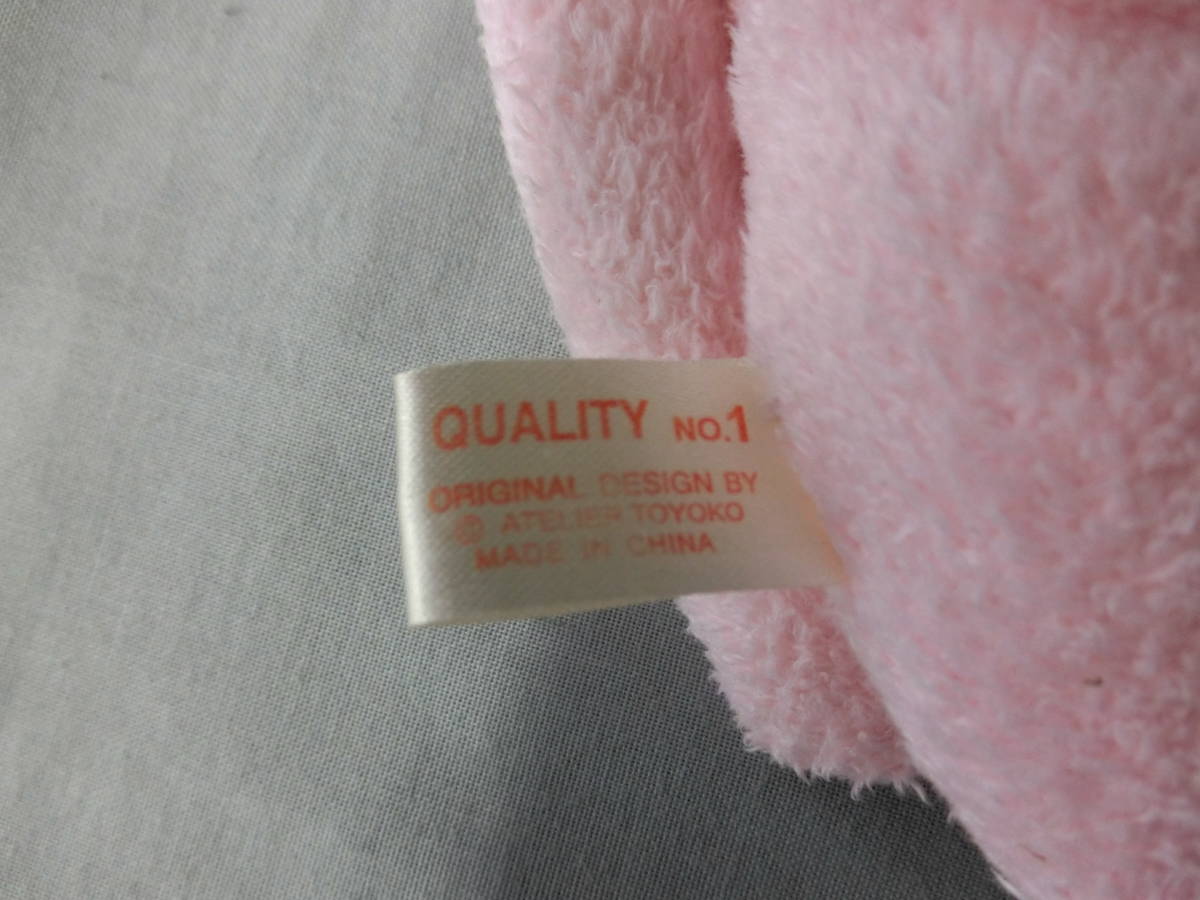 QUALITY NO.1
ORIGINAL DESIGN BY
© ATELIER TOYOKO
MADE IN CHINA